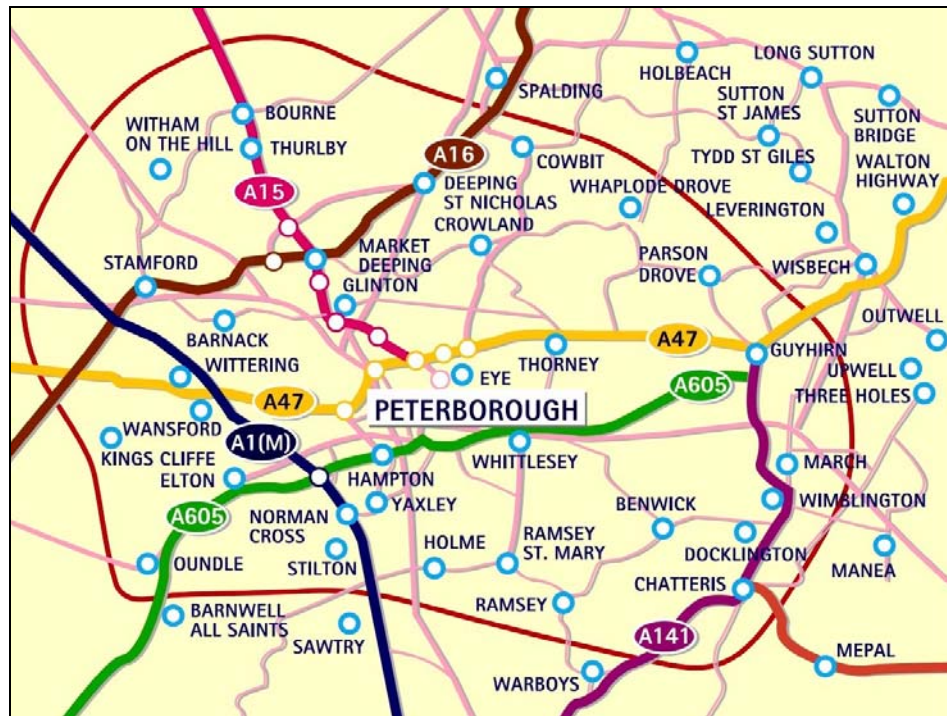 LONG SUTTON
HOLBEACH
SPALDING
SUTTON
ST JAMES
SUTTON
BRIDGE
BOURNE
WITHAM
ON THE HILL
THURLBY
A16
COWBIT
TYDD ST GILES
WALTON
HIGHWAY
A15
DEEPING
ST NICHOLAS
WHAPLODE DROVE
LEVERINGTON
CROWLAND
MARKET
DEEPING
PARSON
DROVE
STAMFORD
WISBECH
GLINTON
OUTWELL
BARNACK
A47
GUYHIRN
THORNEY
WITTERING
EYE
UPWELL
A605
THREE HOLES
A47
PETERBOROUGH
WANSFORD
A1(M)
KINGS CLIFFE
WHITTLESEY
MARCH
ELTON
HAMPTON
WIMBLINGTON
A605
YAXLEY
BENWICK
NORMAN
CROSS
HOLME
RAMSEY
ST. MARY
DOCKLINGTON
OUNDLE
STILTON
MANEA
CHATTERIS
RAMSEY
BARNWELL
ALL SAINTS
SAWTRY
A141
MEPAL
WARBOYS